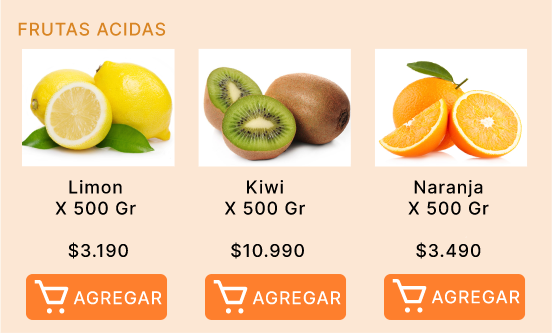 FRUTAS ACIDAS
Limon
X 500 Gr
$3.190
AGREGAR
Kiwi
X 500 Gr
$10.990
AGREGAR
Naranja
X 500 Gr
$3.490
AGREGAR